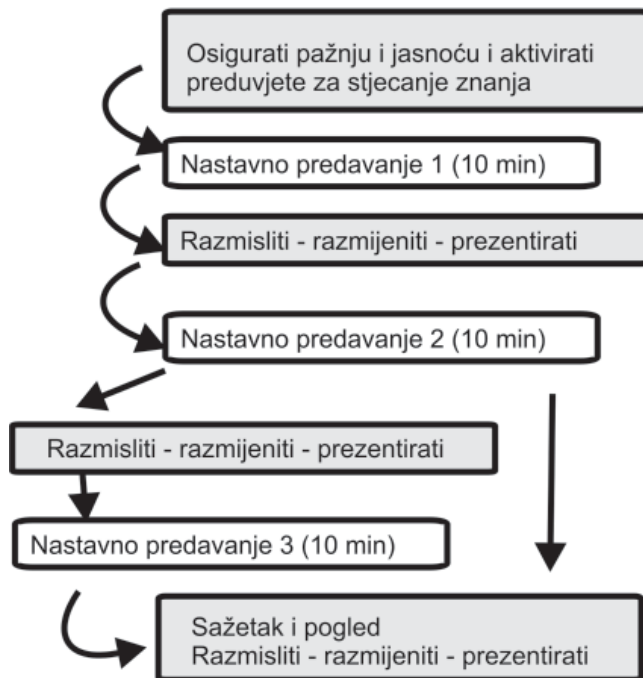 Osigurati pažnju i jasnoću i aktivirati
preduvjete za stjecanje znanja
Nastavno predavanje 1 (10 min)
Razmisliti - razmijeniti - prezentirati
Nastavno predavanje 2 (10 min)
Razmisliti - razmijeniti - prezentirati
Nastavno predavanje 3 (10 min)
Sažetak i pogled
Razmisliti - razmijeniti - prezentirati